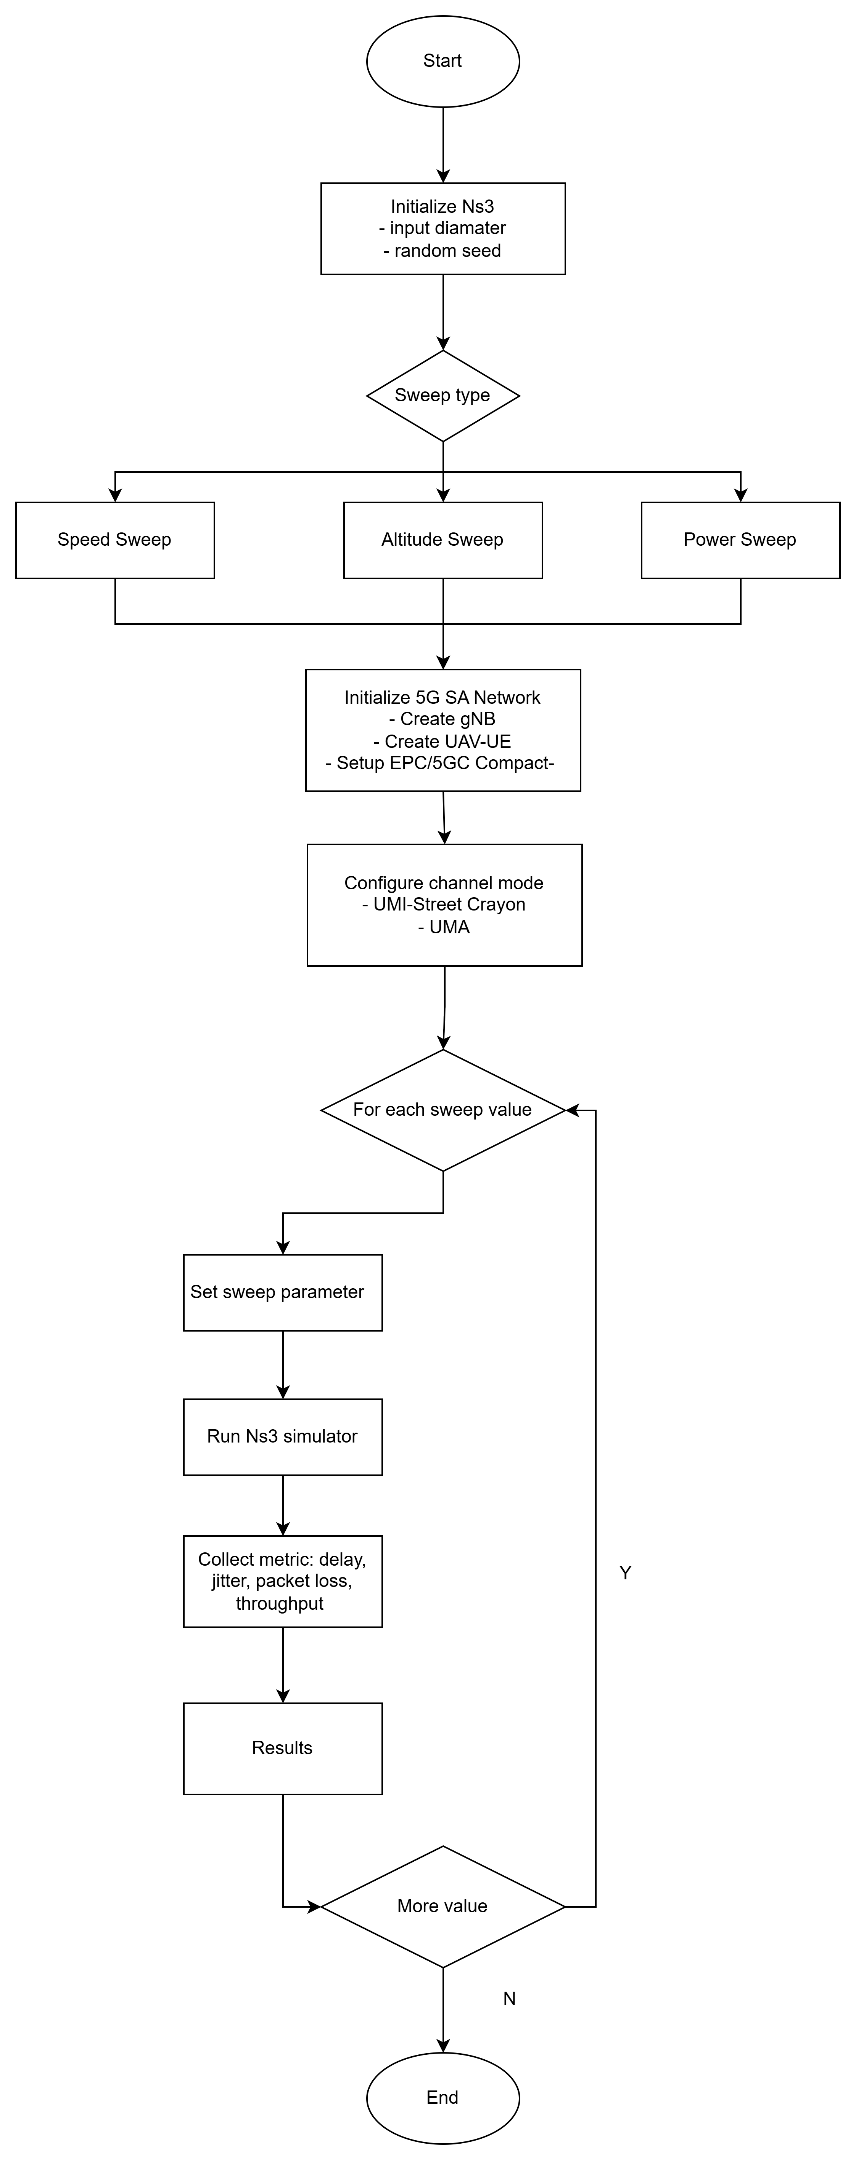 Start
Initialize Ns3
- input diamater
- random seed
Sweep type
Speed Sweep
Altitude Sweep
Power Sweep
Initialize 5G SA Network
- Create gNB
- Create UAV-UE
- Setup EPC/5GC Compact-
Configure channel mode
- UMI-Street Crayon
- UMA
For each sweep value
Set sweep parameter
Run Ns3 simulator
Collect metric: delay,
jitter, packet loss,
throughput
Y
Results
More value
N
End